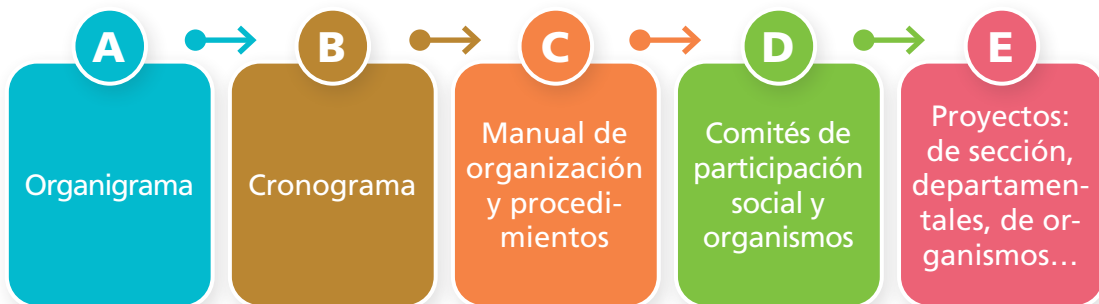 A
B
C
D
E
Organigrama
Cronograma
Manual de
organización
y procedi-
mientos
Comités de
participación
social y
organismos
Proyectos:
de sección,
departamen-
tales, de or-
ganismos...